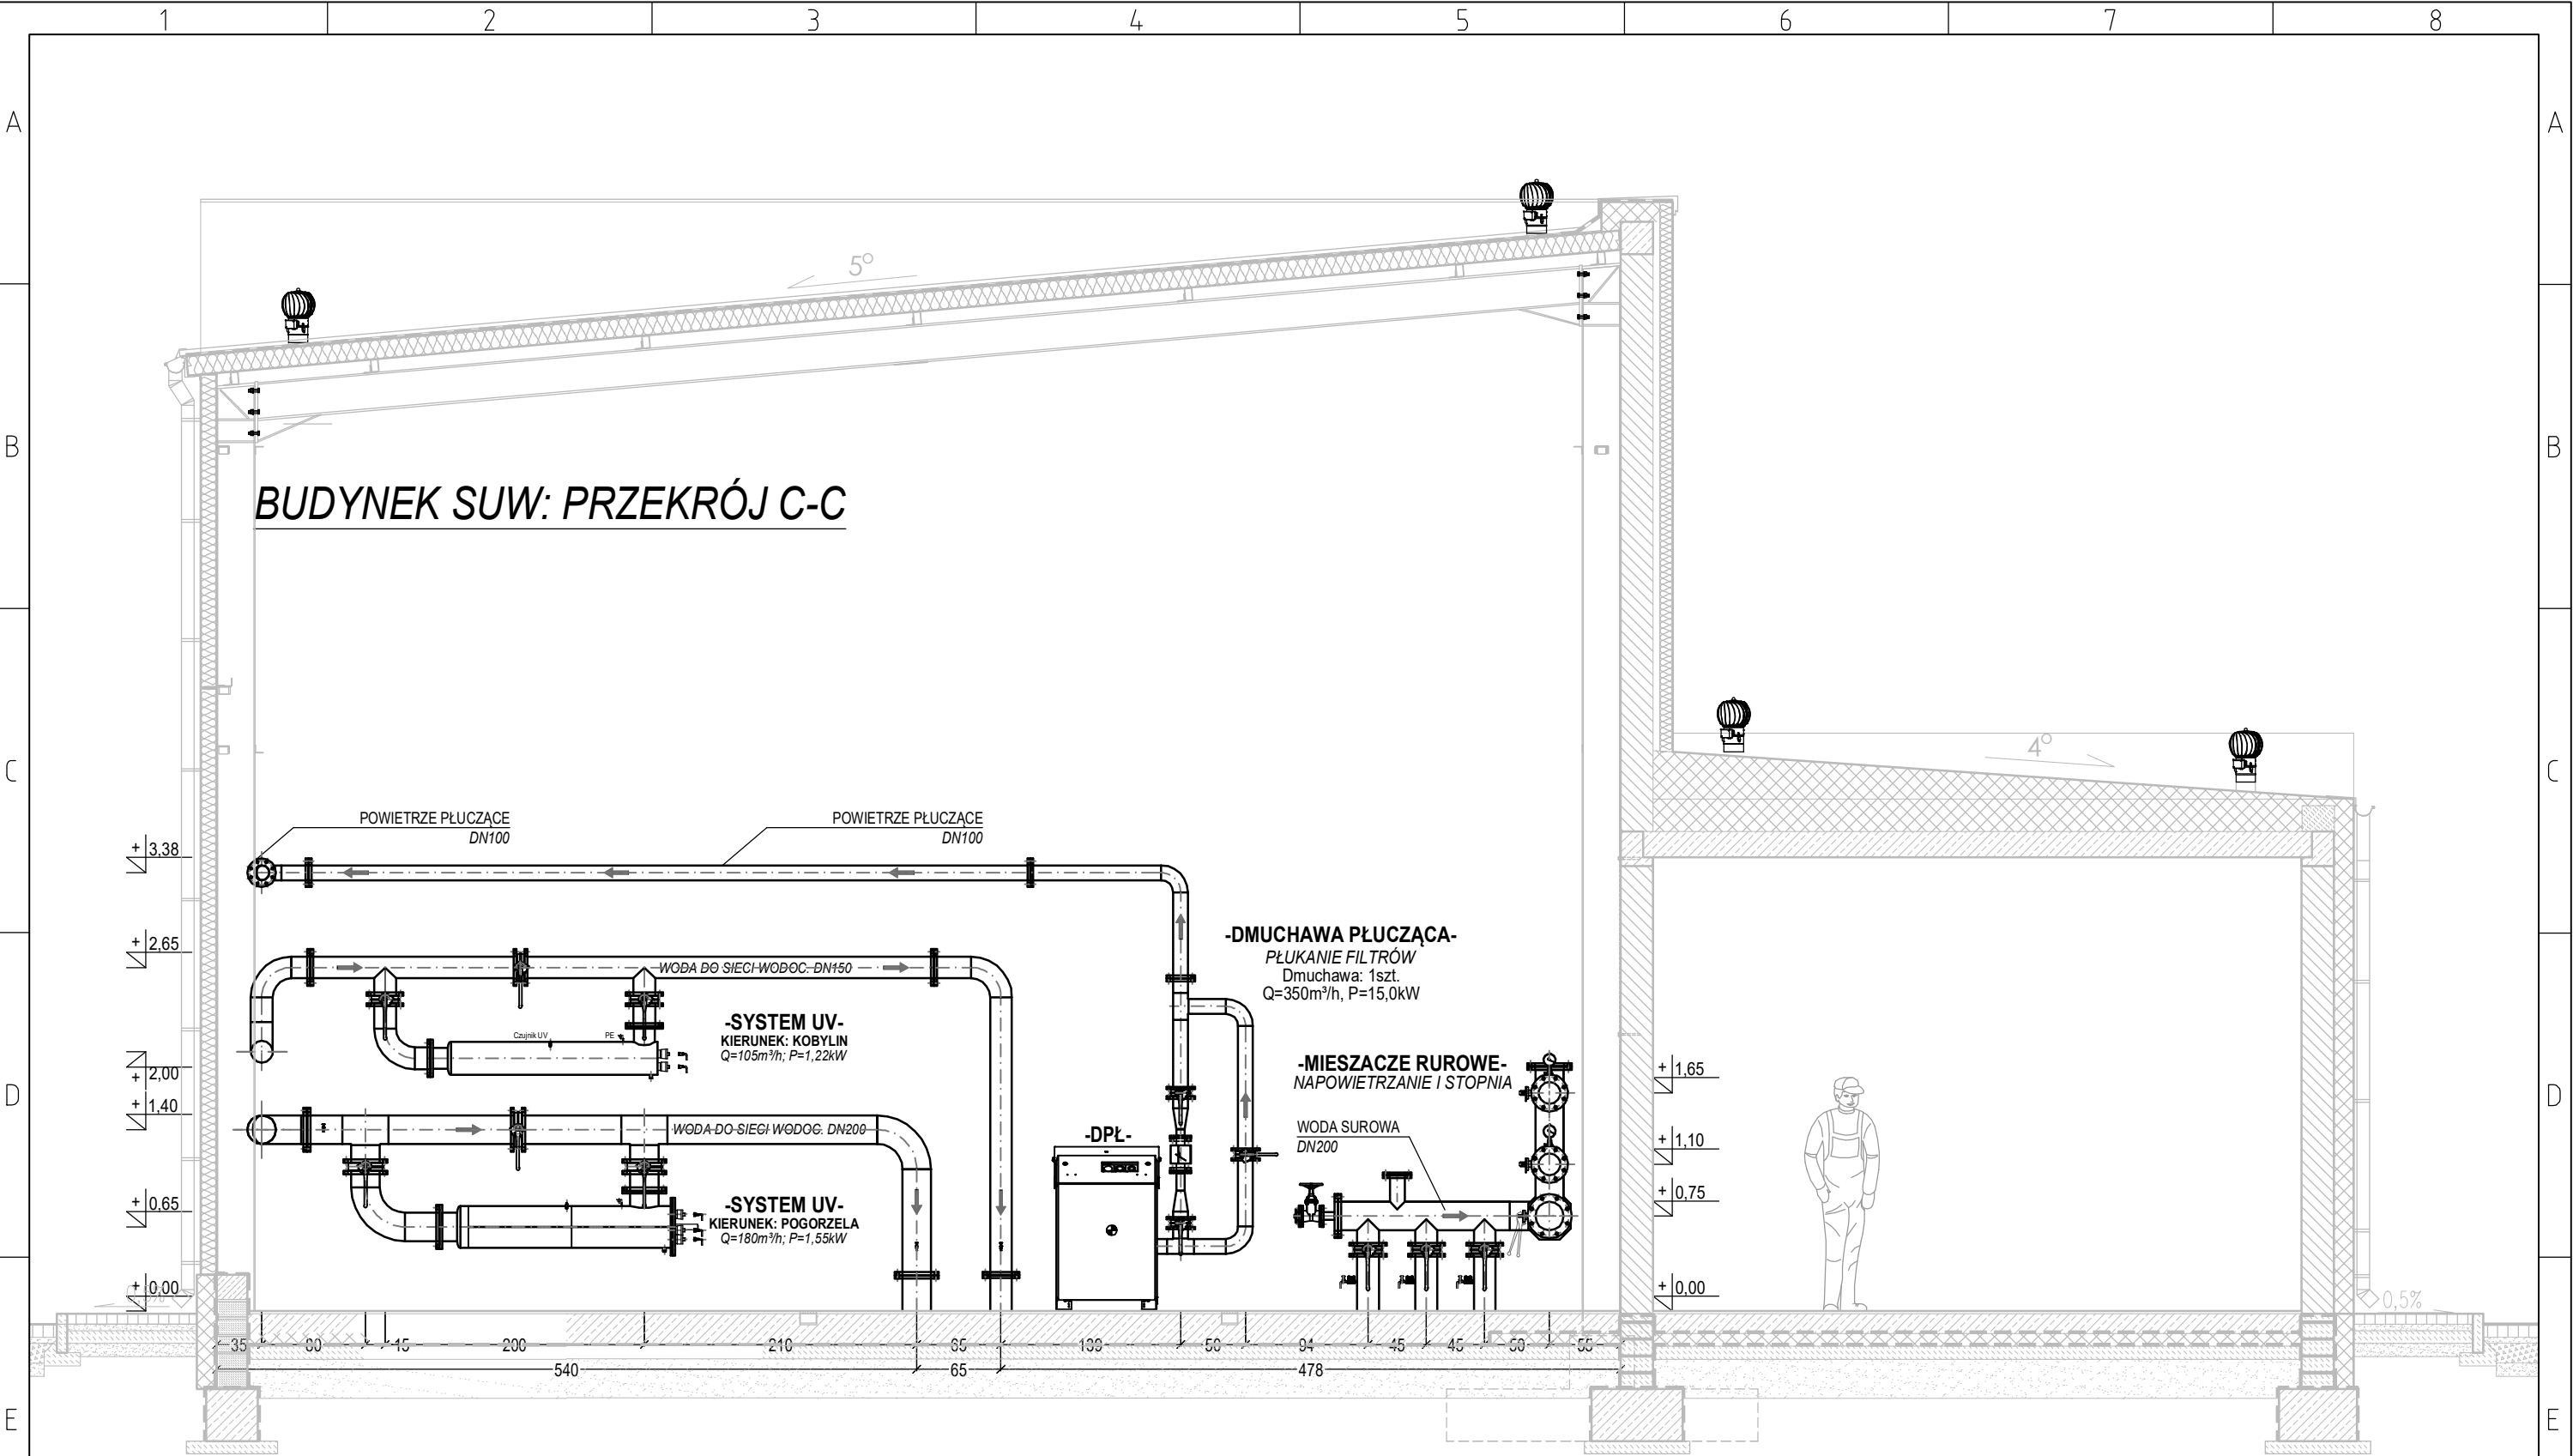 1 2 3 4 5 6 7 8
A A
5°
B B
BUDYNEK SUW: PRZEKRÓJ C-C
C C
4°
POWIETRZE PŁUCZĄCE
DN100
POWIETRZE PŁUCZĄCE
DN100
+ 3,38
+ 2,65
+ 2,00
+ 1,40
+ 0,65
+ 0,00
WODA DO SIECI WODOC. DN150
Czujnik UV
PE
-SYSTEM UV-
KIERUNEK: KOBYLIN
Q=105m³/h; P=1,22kW
WODA DO SIECI WODOC. DN200
-SYSTEM UV-
KIERUNEK: POGORZELA
Q=180m³/h; P=1,55kW
-DMUCHAWA PŁUCZĄCA-
PŁUKANIE FILTRÓW
Dmuchawa: 1szt.
Q=350m³/h, P=15,0kW
-DPŁ-
-MIESZACZE RUROWE-
NAPOWIETRZANIE I STOPNIA
WODA SUROWA
DN200
+ 1,65
+ 1,10
+ 0,75
+ 0,00
D D
0,5%
35 80 15 200 210 65 139 50 94 45 45 50 55
540 65 478
E E